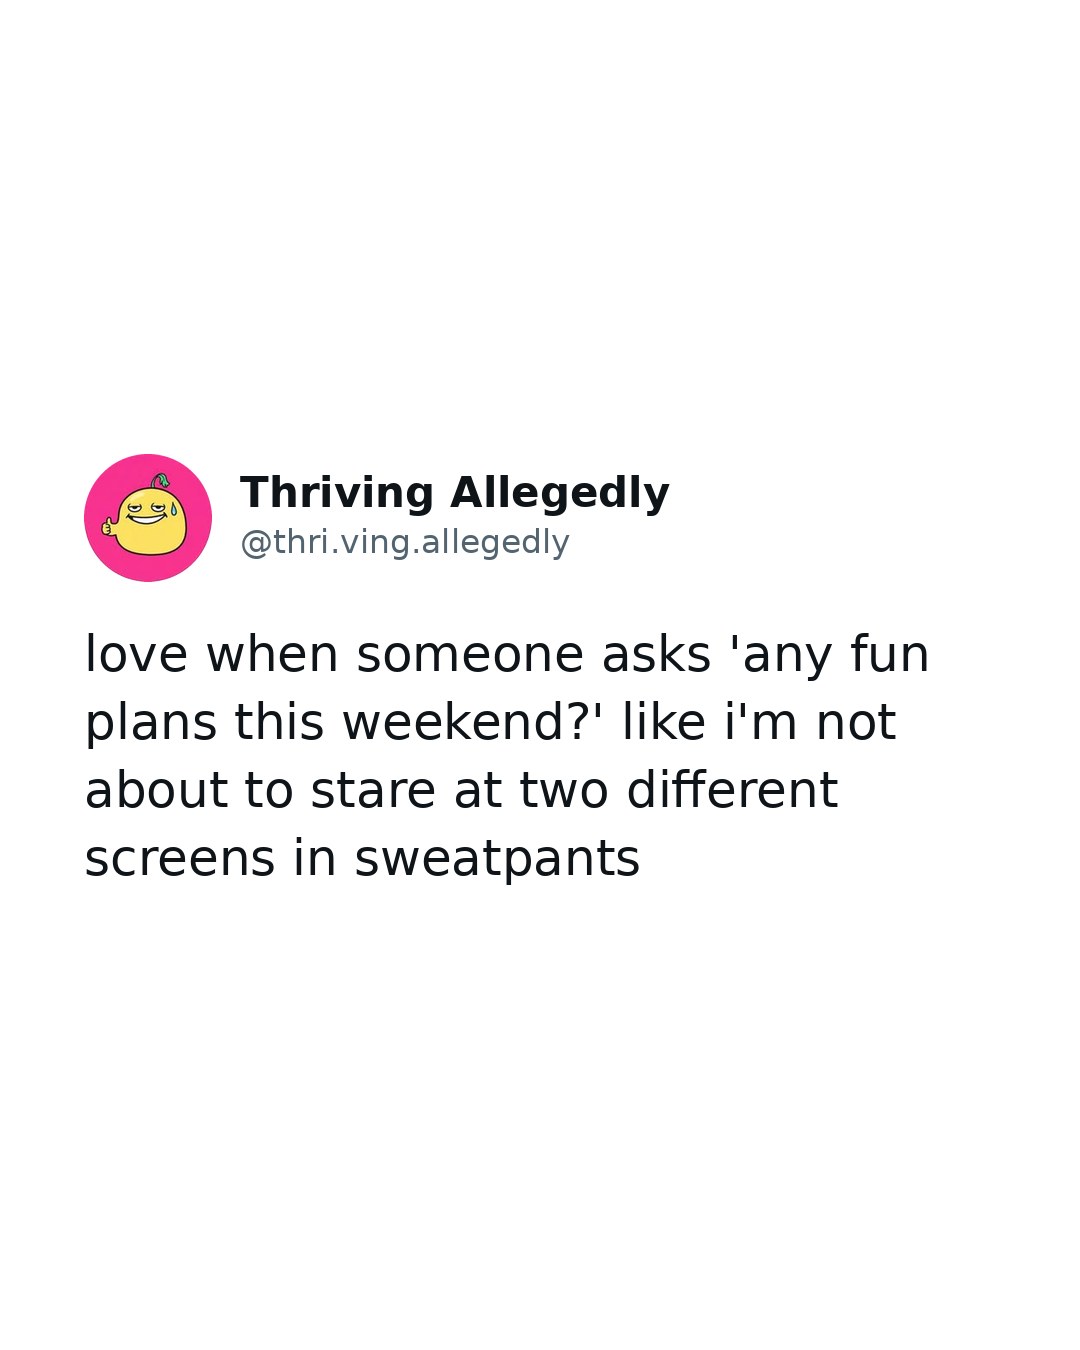 Thriving Allegedly
@thri.ving.allegedly
love when someone asks 'any fun
plans this weekend?' like i'm not
about to stare at two different
screens in sweatpants